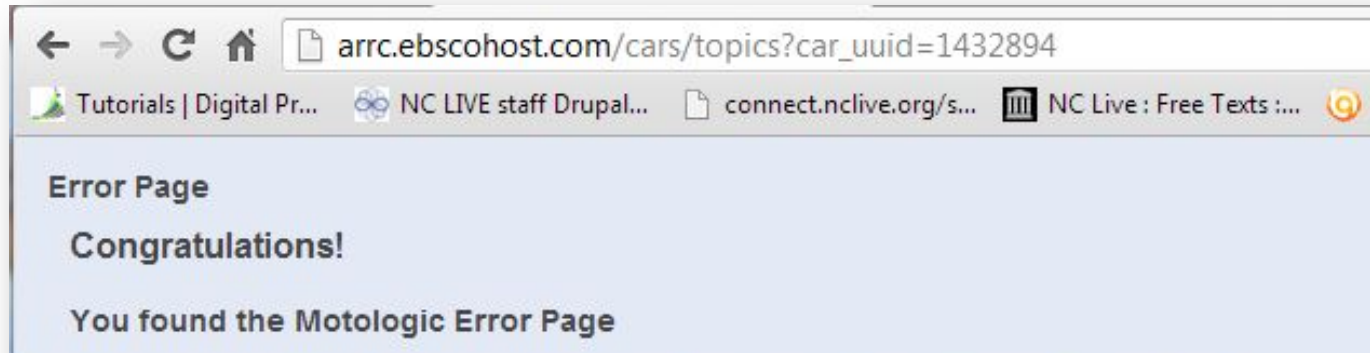 arrc.ebscohost.com/cars/topics?car_uuid=1432894
Tutorials | Digital Pr... NC LIVE staff Drupal... connect.nclive.org/s... NC Live : Free Texts :...
Error Page
Congratulations!
You found the Motologic Error Page